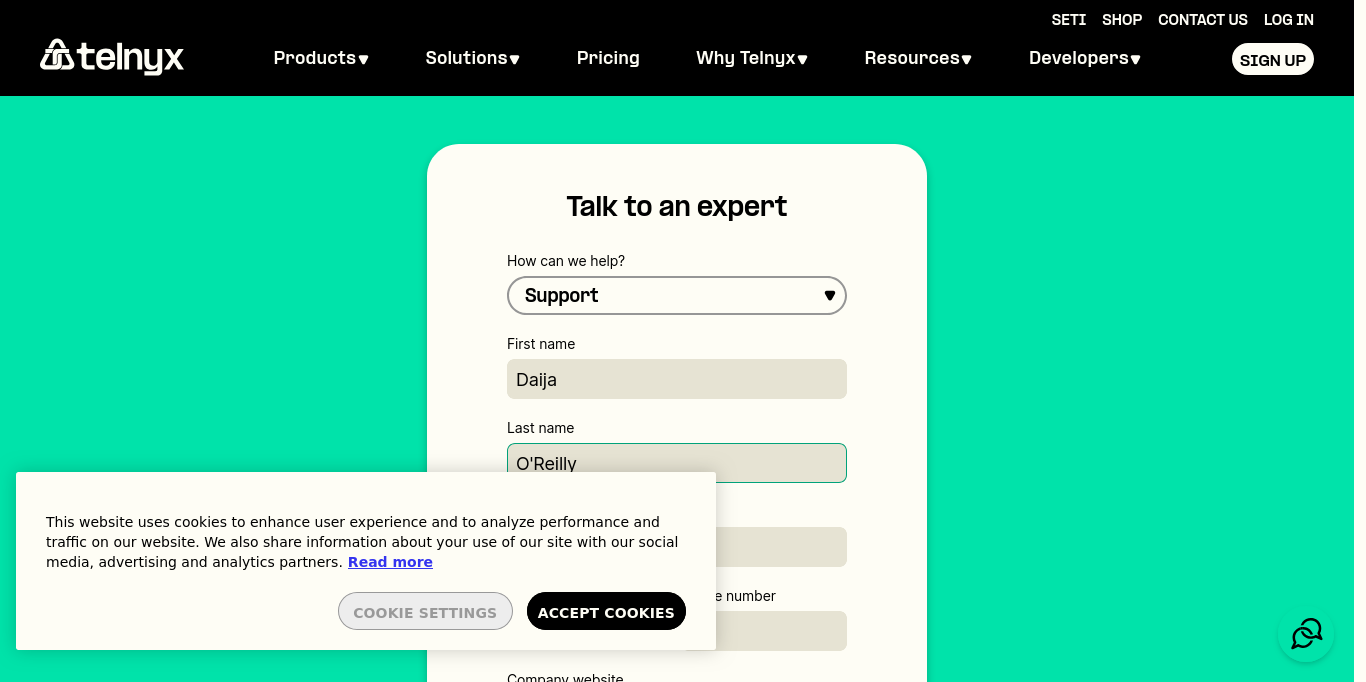 SETI SHOP CONTACT US LOG IN
telnyx Products Solutions Pricing Why Telnyx Resources Developers SIGN UP
Talk to an expert
How can we help?
Support
First name
Daija
Last name
O'Reilly
This website uses cookies to enhance user experience and to analyze performance and
traffic on our website. We also share information about your use of our site with our social
media, advertising and analytics partners. Read more
number
COOKIE SETTINGS ACCEPT COOKIES
Company website